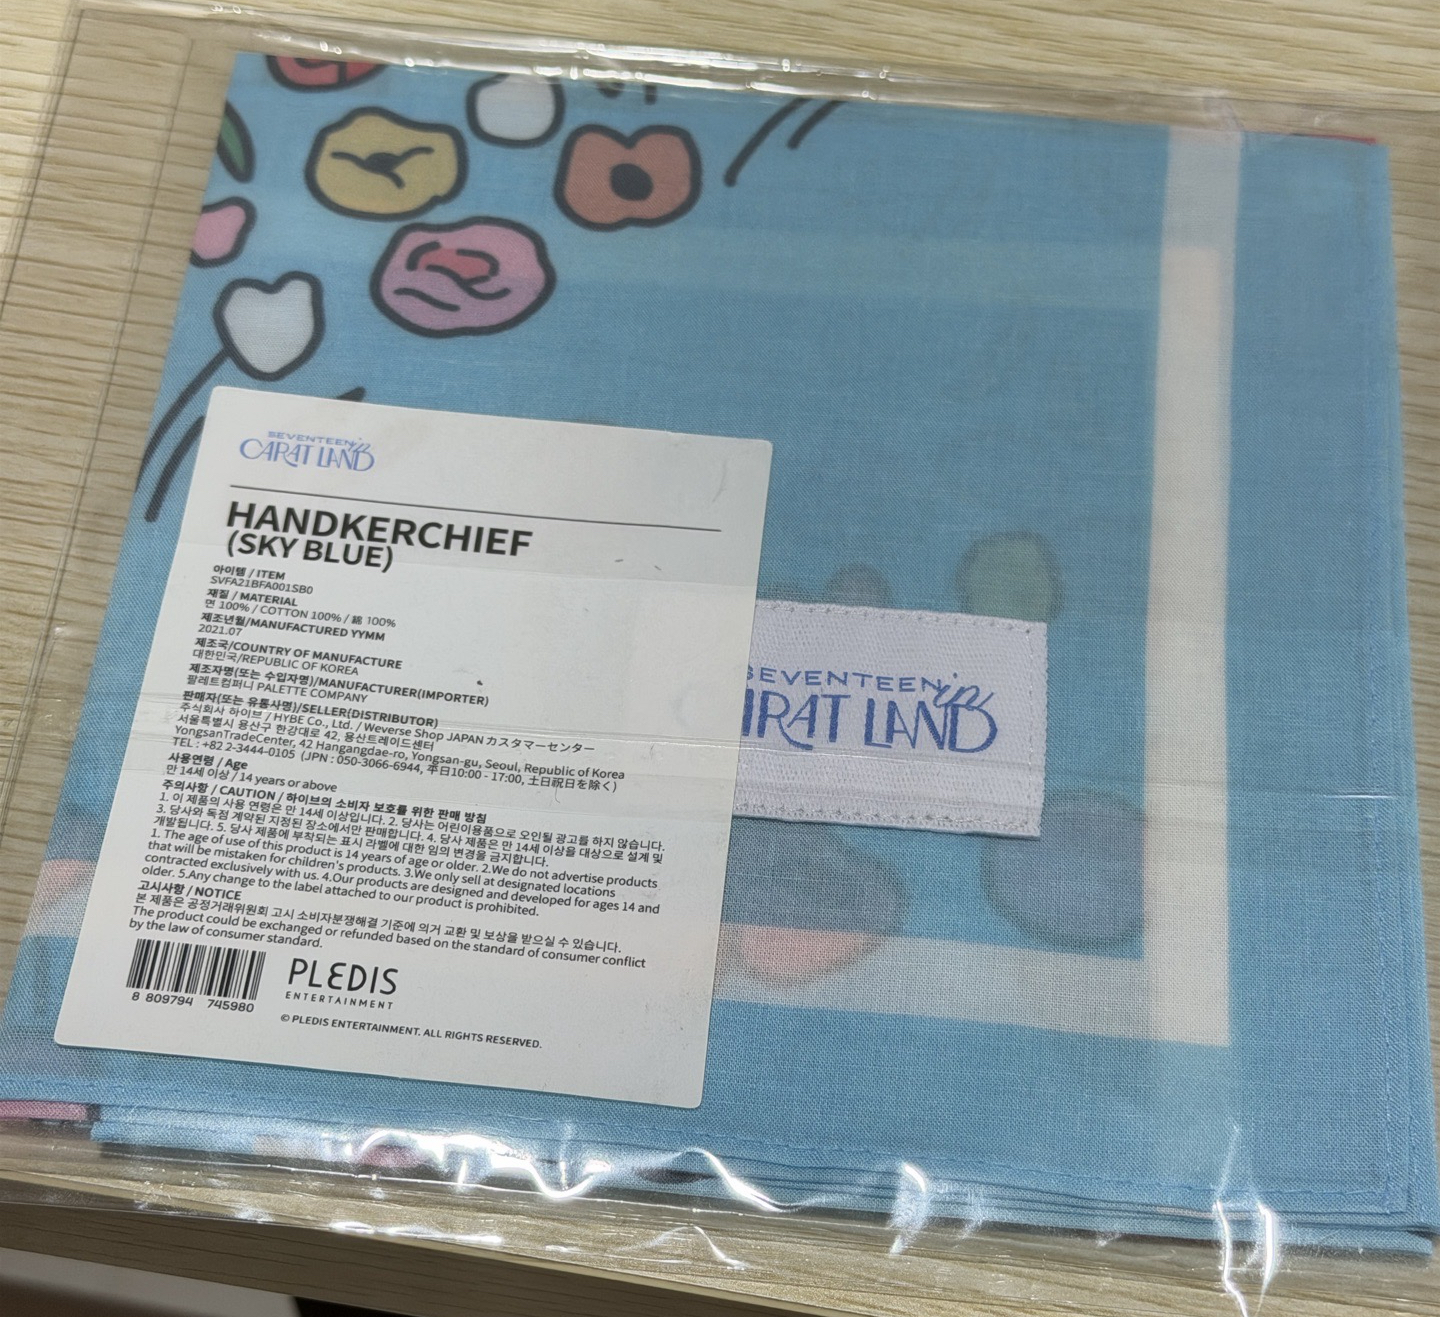 SEVENTEEN in
CARAT LAND
HANDKERCHIEF
(SKY BLUE)
아이템 / ITEM
SVFA21BFA001SB0
재질 / MATERIAL
면 100% / COTTON 100% / 綿 100%
제조년월/MANUFACTURED YYMM
2021.07
제조국/COUNTRY OF MANUFACTURE
대한민국/REPUBLIC OF KOREA
제조자명(또는 수입자명)/MANUFACTURER(IMPORTER)
팔레트컴퍼니 PALETTE COMPANY
판매자(또는 유통사명)/SELLER(DISTRIBUTOR)
주식회사 하이브 / HYBE Co., Ltd. / Weverse Shop JAPAN カスタマーセンター
서울특별시 용산구 한강대로 42, 용산트레이드센터
YongsanTradeCenter, 42 Hangangdae-ro, Yongsan-gu, Seoul, Republic of Korea
TEL : +82 2-3444-0105 (JPN : 050-3066-6944, 平日10:00 - 17:00, 土日祝日を除く)
사용연령 / Age
만 14세 이상 / 14 years or above
주의사항 / CAUTION / 하이브의 소비자 보호를 위한 판매 방침
1. 이 제품의 사용 연령은 만 14세 이상입니다. 2. 당사는 어린이용품으로 오인될 광고를 하지 않습니다.
3. 당사와 독점 계약된 지정된 장소에서만 판매합니다. 4. 당사 제품은 만 14세 이상을 대상으로 설계 및
개발됩니다. 5. 당사 제품에 부착되는 표시 라벨에 대한 임의 변경을 금지합니다.
1. The age of use of this product is 14 years of age or older. 2.We do not advertise products
that will be mistaken for children's products. 3.We only sell at designated locations
contracted exclusively with us. 4.Our products are designed and developed for ages 14 and
older. 5.Any change to the label attached to our product is prohibited.
고시사항 / NOTICE
본 제품은 공정거래위원회 고시 소비자분쟁해결 기준에 의거 교환 및 보상을 받으실 수 있습니다.
The product could be exchanged or refunded based on the standard of consumer conflict
by the law of consumer standard.
8 809794 745980
PLEDIS
ENTERTAINMENT
© PLEDIS ENTERTAINMENT. ALL RIGHTS RESERVED.
SEVENTEEN in
ARAT LAND